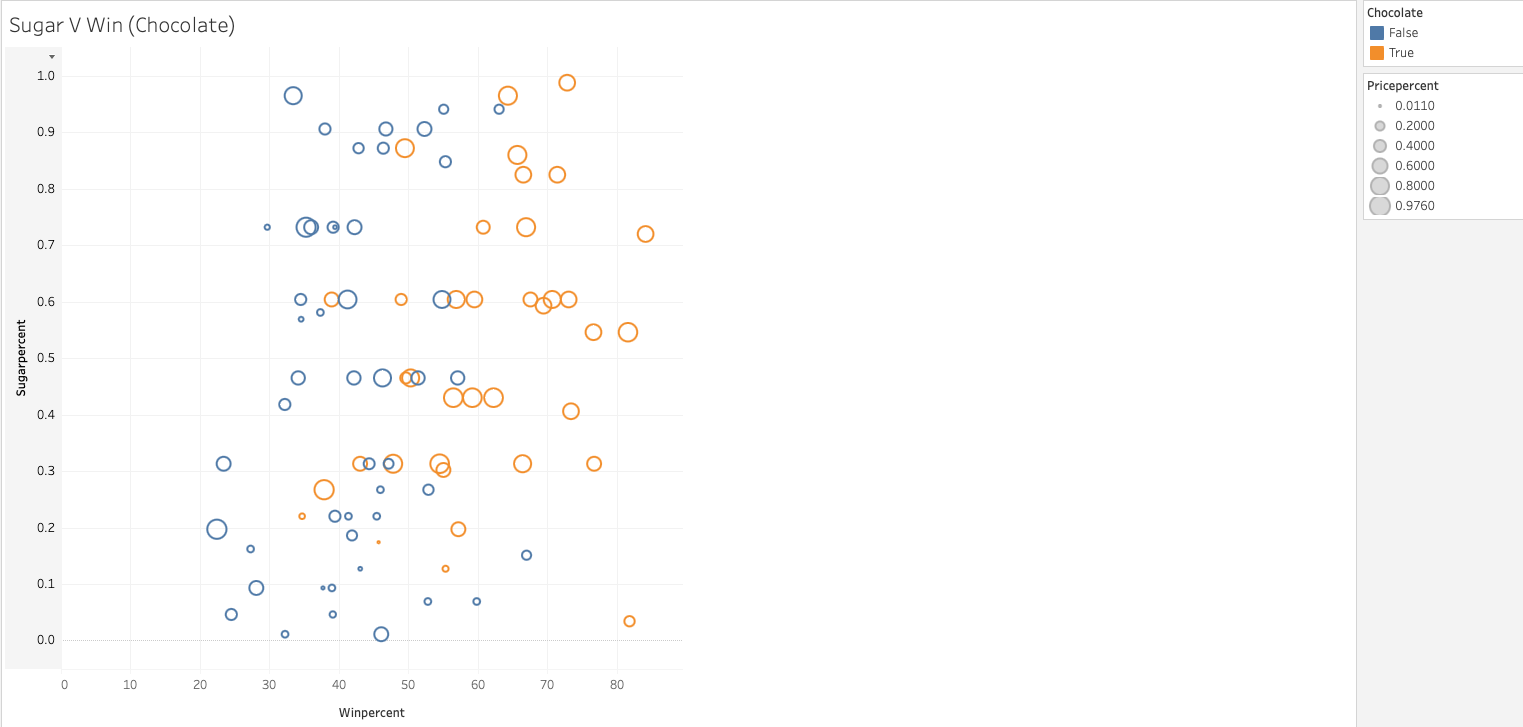 Sugar V Win (Chocolate)
1.0
0.9
0.8
0.7
0.6
0.5
0.4
0.3
0.2
0.1
0.0
Sugarpercent
0 10 20 30 40 50 60 70 80
Winpercent
Chocolate
False
True
Pricepercent
0.0110
0.2000
0.4000
0.6000
0.8000
0.9760